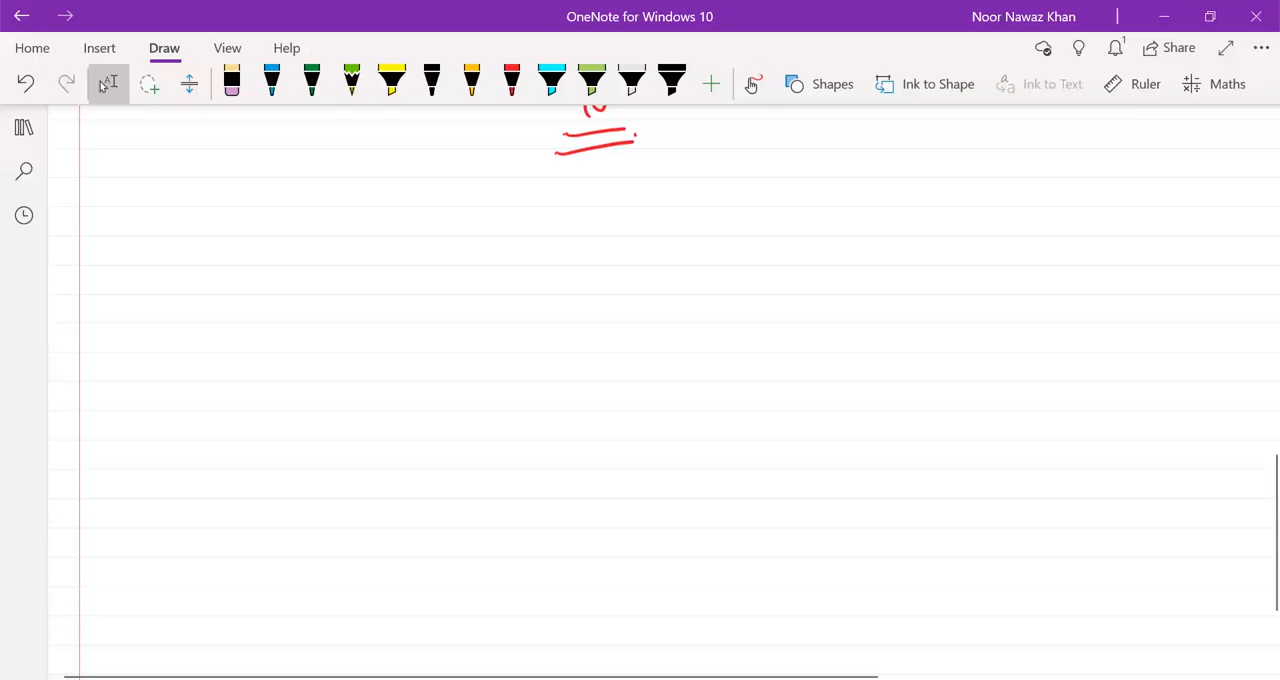 OneNote for Windows 10
Noor Nawaz Khan
Home Insert Draw View Help
1 Share
Shapes Ink to Shape Ink to Text Ruler Maths